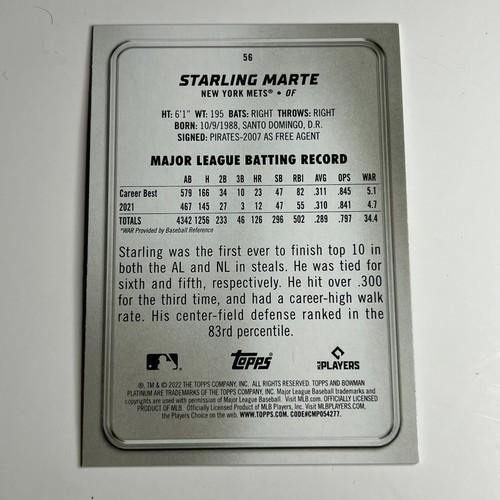 56
STARLING MARTE
NEW YORK METS® • OF
HT: 6'1" WT: 195 BATS: RIGHT THROWS: RIGHT
BORN: 10/9/1988, SANTO DOMINGO, D.R.
SIGNED: PIRATES-2007 AS FREE AGENT
MAJOR LEAGUE BATTING RECORD
AB H 2B 3B HR SB RBI AVG OPS WAR
Career Best 579 166 34 10 23 47 82 .311 .845 5.1
2021 467 145 27 3 12 47 55 .310 .841 4.7
TOTALS 4342 1256 233 46 126 296 502 .289 .797 34.4
*WAR Provided by Baseball Reference
Starling was the first ever to finish top 10 in
both the AL and NL in steals. He was tied for
sixth and fifth, respectively. He hit over .300
for the third time, and had a career-high walk
rate. His center-field defense ranked in the
83rd percentile.
topps
PLAYERS
®, TM & © 2022 THE TOPPS COMPANY, INC. ALL RIGHTS RESERVED. TOPPS AND BOWMAN
PLATINUM ARE TRADEMARKS OF THE TOPPS COMPANY, INC. Major League Baseball trademarks and
copyrights are used with permission of Major League Baseball. Visit MLB.com. OFFICIALLY LICENSED
PRODUCT OF MLB. Officially Licensed Product of MLB Players, Inc. Visit MLBPLAYERS.com,
the Players Choice on the web. WWW.TOPPS.COM. CODE#CMP054277.